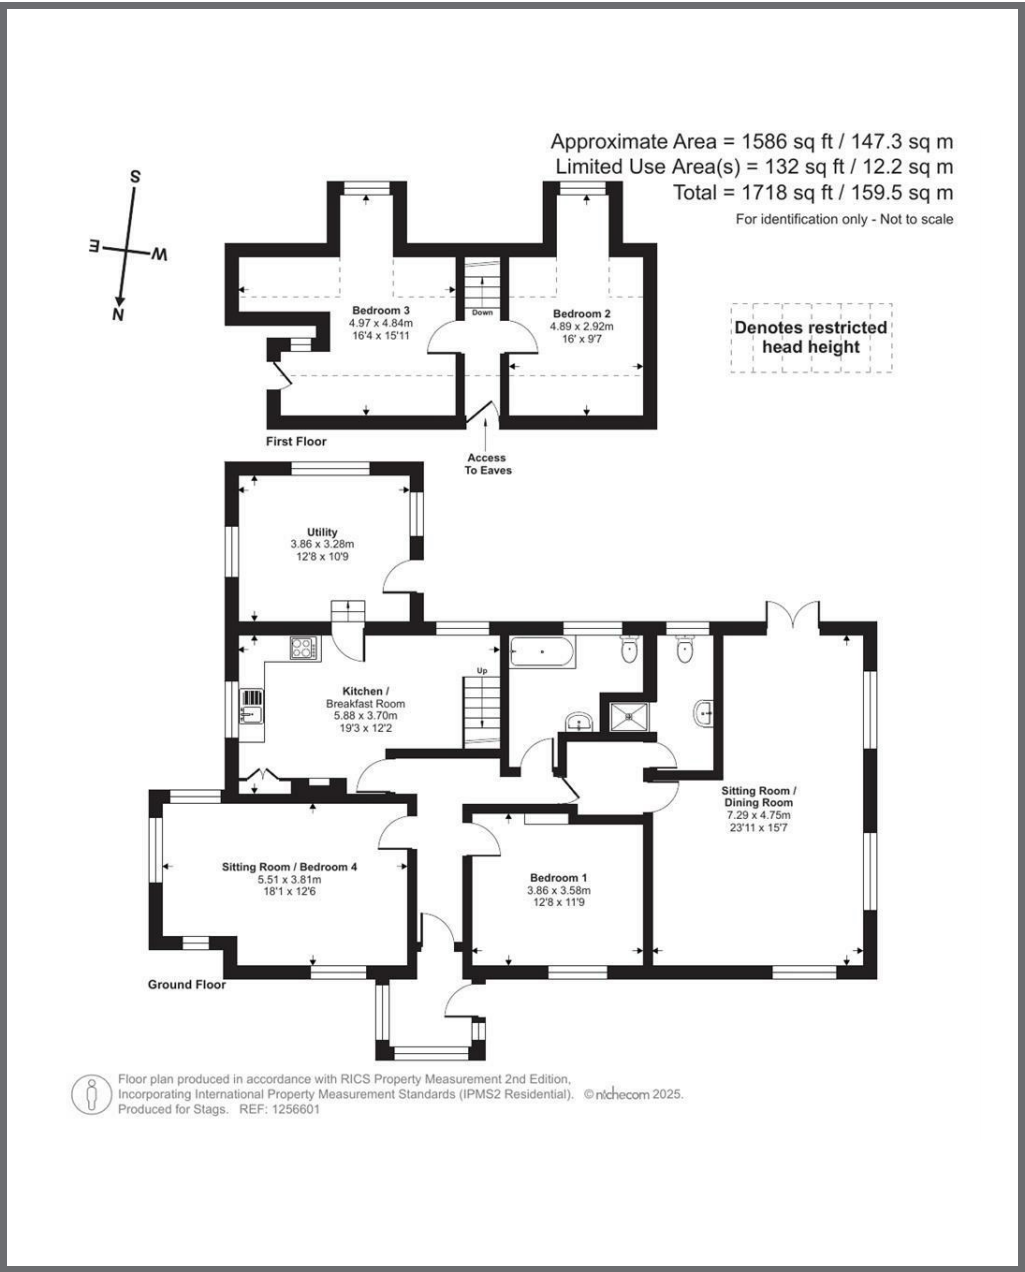 Approximate Area = 1586 sq ft / 147.3 sq m
Limited Use Area(s) = 132 sq ft / 12.2 sq m
Total = 1718 sq ft / 159.5 sq m
For identification only - Not to scale
S
E
W
N
Denotes restricted
head height
Bedroom 3
4.97 x 4.84m
16'4 x 15'11
Down
Bedroom 2
4.89 x 2.92m
16' x 9'7
First Floor
Access
To Eaves
Utility
3.86 x 3.28m
12'8 x 10'9
Kitchen /
Breakfast Room
5.88 x 3.70m
19'3 x 12'2
Up
Sitting Room /
Dining Room
7.29 x 4.75m
23'11 x 15'7
Sitting Room / Bedroom 4
5.51 x 3.81m
18'1 x 12'6
Bedroom 1
3.86 x 3.58m
12'8 x 11'9
Ground Floor
Floor plan produced in accordance with RICS Property Measurement 2nd Edition,
Incorporating International Property Measurement Standards (IPMS2 Residential). © nichecom 2025.
Produced for Stags. REF: 1256601